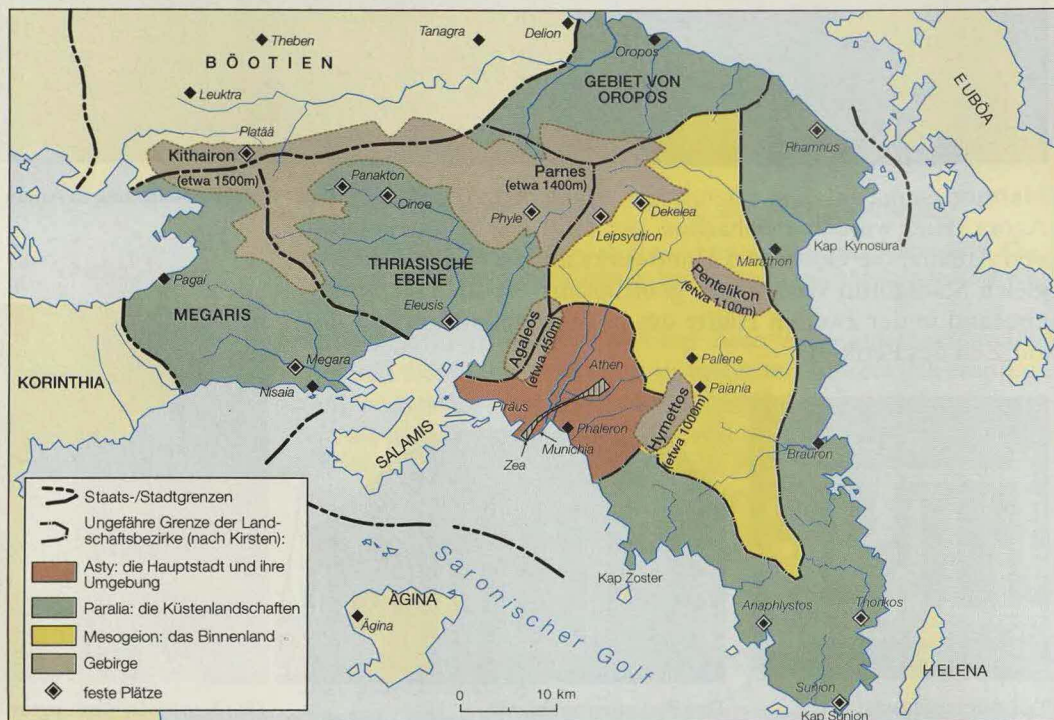 Theben
Tanagra
Delion
BÖOTIEN
Oropos
GEBIET VON
OROPOS
EUBÖA
Leuktra
Platää
Kithairon
(etwa 1500m)
Rhamnus
Parnes
(etwa 1400m)
Panakton
Oinoe
Phyle
Dekelea
Leipsydrion
Kap Kynosura
Marathon
THRIASISCHE
EBENE
Pentelikon
(etwa 1100m)
Pagai
MEGARIS
Eleusis
Agaleos
(etwa 450m)
Athen
Pallene
Megara
Paiania
KORINTHIA
Nisaia
Piräus
Hymettos
(etwa 1000m)
Phaleron
Munichia
Zea
SALAMIS
Brauron
Staats-/Stadtgrenzen
Ungefähre Grenze der Land-
schaftsbezirke (nach Kirsten):
Asty: die Hauptstadt und ihre
Umgebung
Paralia: die Küstenlandschaften
Mesogeion: das Binnenland
Gebirge
feste Plätze
Saronischer Golf
Kap Zoster
ÄGINA
Ägina
Anaphlystos
Thorikos
HELENA
Sunion
Kap Sunion
0 10 km